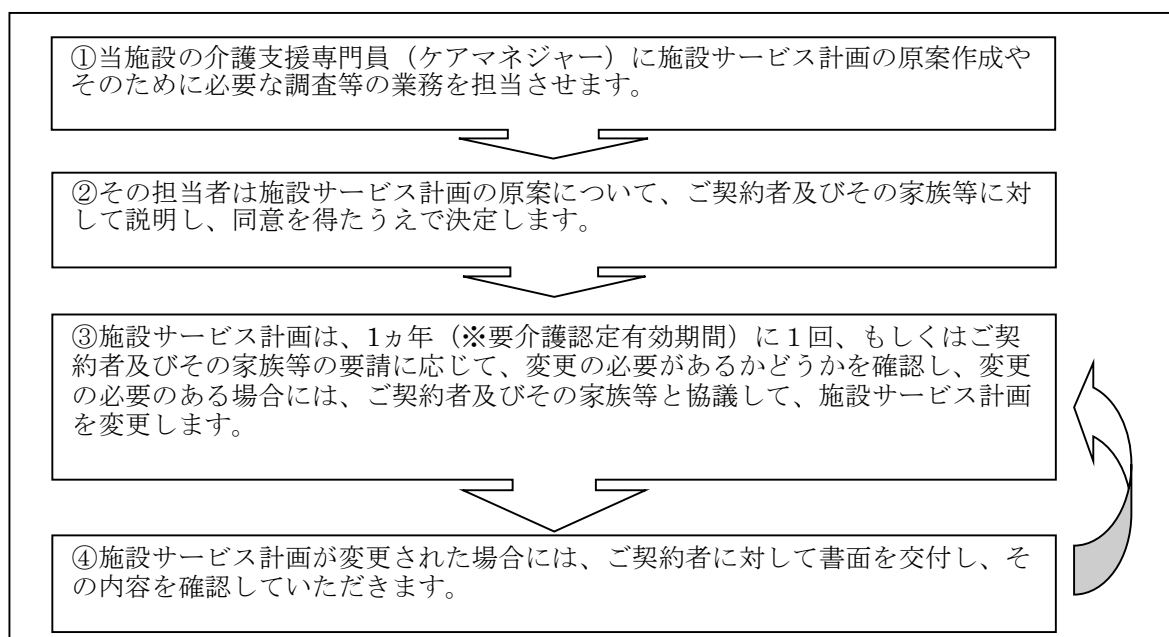 ①当施設の介護支援専門員（ケアマネジャー）に施設サービス計画の原案作成や
そのために必要な調査等の業務を担当させます。
②その担当者は施設サービス計画の原案について、ご契約者及びその家族等に対
して説明し、同意を得たうえで決定します。
③施設サービス計画は、1ヵ年（※要介護認定有効期間）に１回、もしくはご契
約者及びその家族等の要請に応じて、変更の必要があるかどうかを確認し、変更
の必要のある場合には、ご契約者及びその家族等と協議して、施設サービス計画
を変更します。
④施設サービス計画が変更された場合には、ご契約者に対して書面を交付し、そ
の内容を確認していただきます。